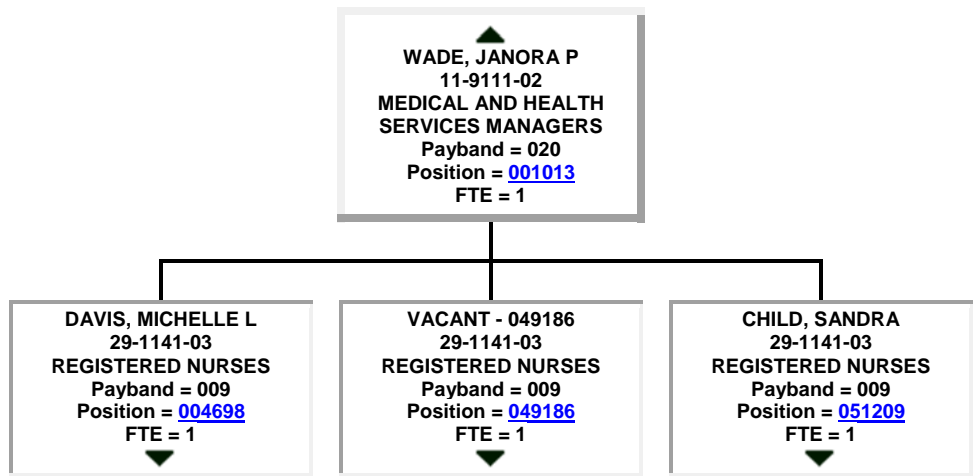 WADE, JANORA P
11-9111-02
MEDICAL AND HEALTH
SERVICES MANAGERS
Payband = 020
Position = 001013
FTE = 1
DAVIS, MICHELLE L
29-1141-03
REGISTERED NURSES
Payband = 009
Position = 004698
FTE = 1
VACANT - 049186
29-1141-03
REGISTERED NURSES
Payband = 009
Position = 049186
FTE = 1
CHILD, SANDRA
29-1141-03
REGISTERED NURSES
Payband = 009
Position = 051209
FTE = 1